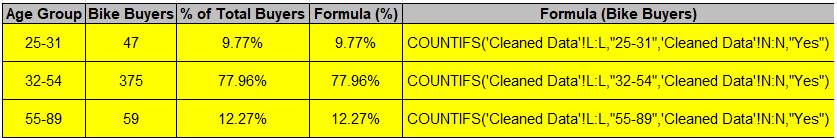 Age Group Bike Buyers % of Total Buyers Formula (%) Formula (Bike Buyers)
25-31 47 9.77% 9.77% COUNTIFS('Cleaned Data'!L:L,"25-31",'Cleaned Data'!N:N,"Yes")
32-54 375 77.96% 77.96% COUNTIFS('Cleaned Data'!L:L,"32-54",'Cleaned Data'!N:N,"Yes")
55-89 59 12.27% 12.27% COUNTIFS('Cleaned Data'!L:L,"55-89",'Cleaned Data'!N:N,"Yes")